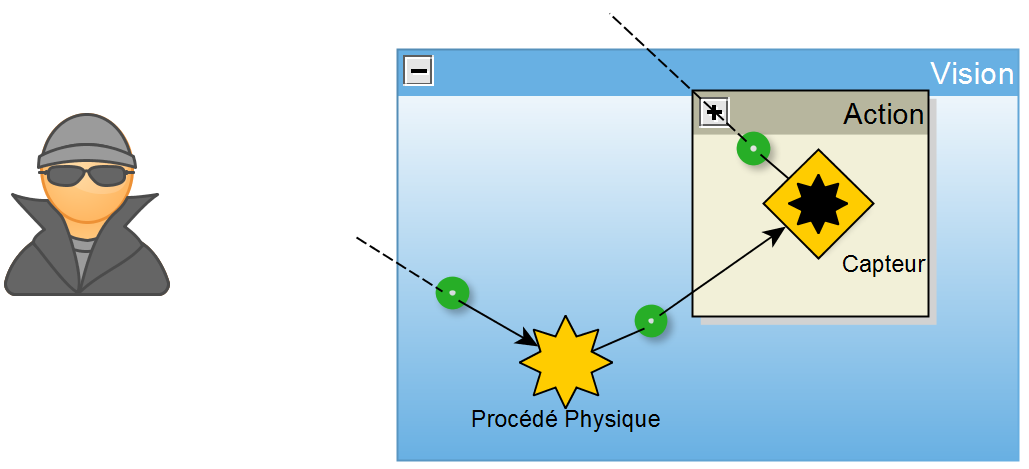 Vision
Action
Capteur
Procédé Physique